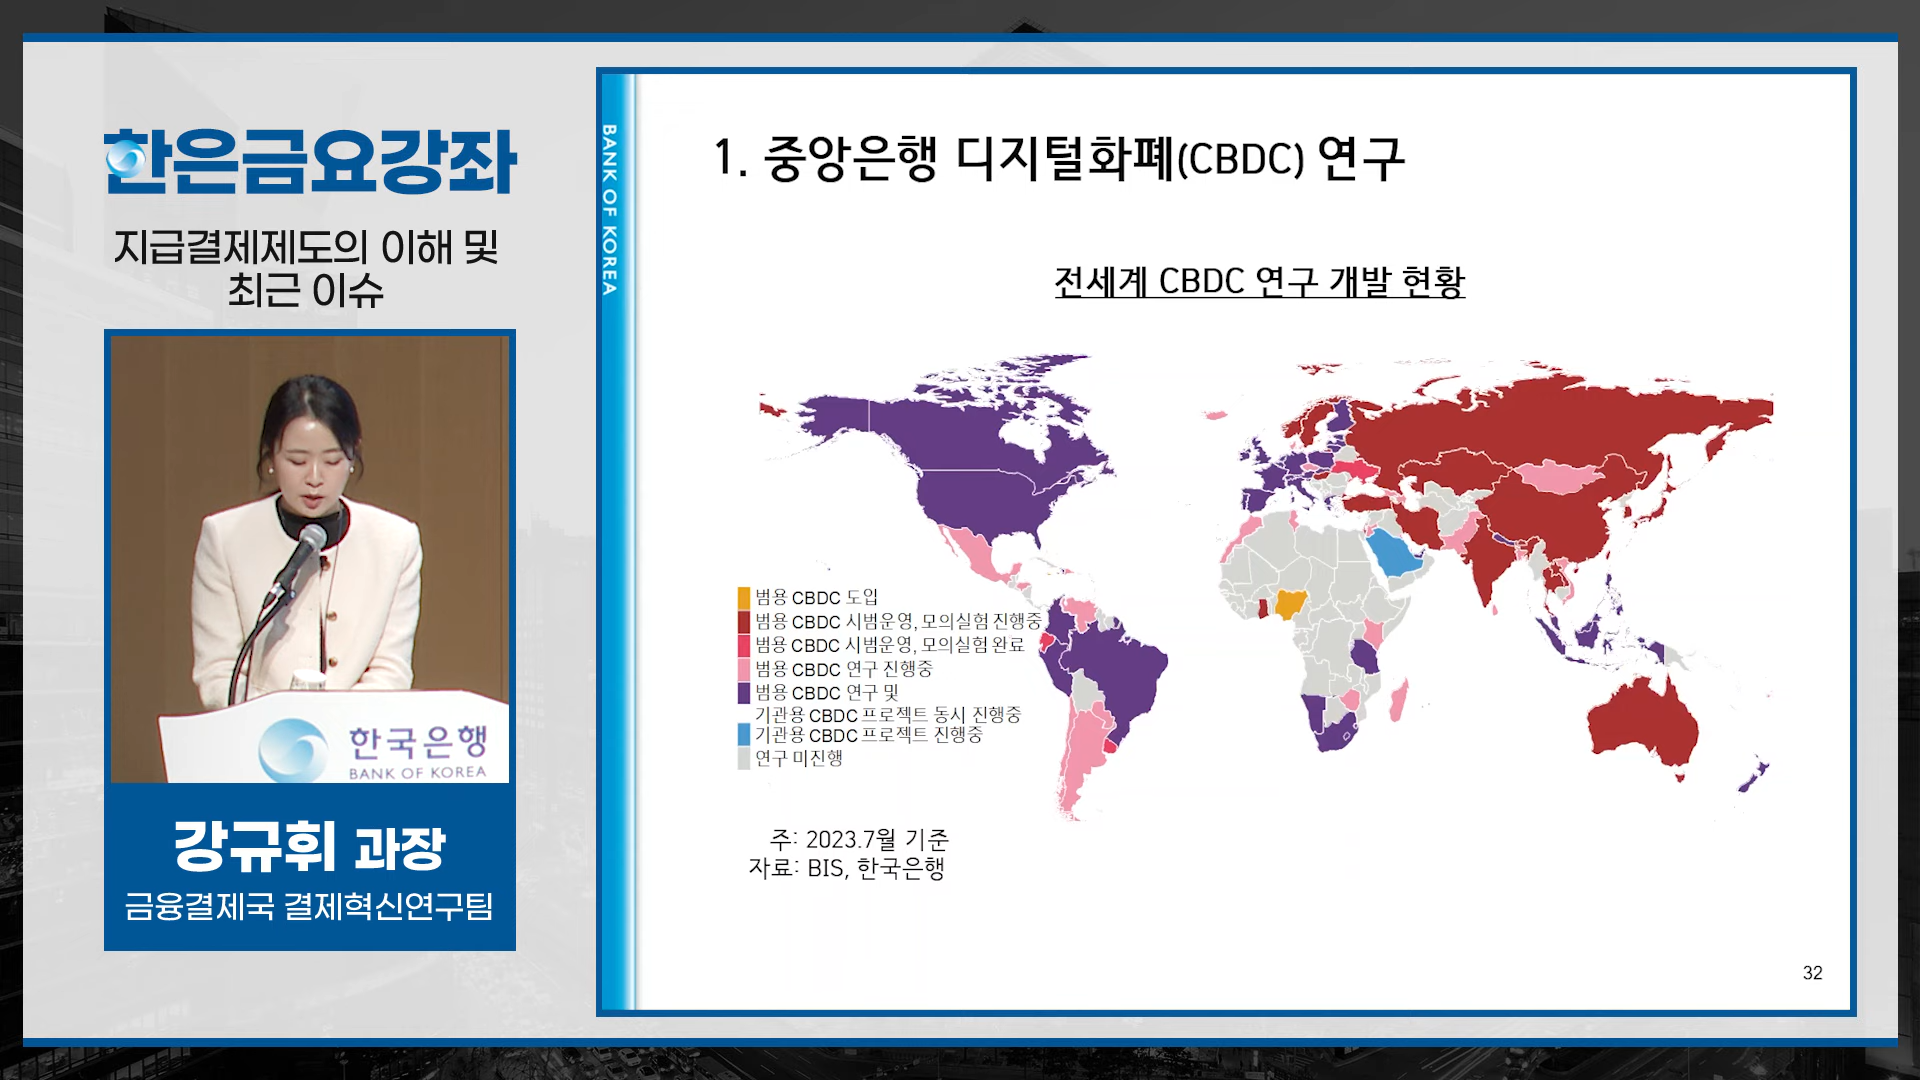 한은금요강좌
지급결제제도의 이해 및
최근 이슈
한국은행
BANK OF KOREA
강규휘 과장
금융결제국 결제혁신연구팀
BANK OF KOREA
1. 중앙은행 디지털화폐(CBDC) 연구
전세계 CBDC 연구 개발 현황
범용 CBDC 도입
범용 CBDC 시범운영, 모의실험 진행중
범용 CBDC 시범운영, 모의실험 완료
범용 CBDC 연구 진행중
범용 CBDC 연구 및
기관용 CBDC 프로젝트 동시 진행중
기관용 CBDC 프로젝트 진행중
연구 미진행
주: 2023.7월 기준
자료: BIS, 한국은행
32